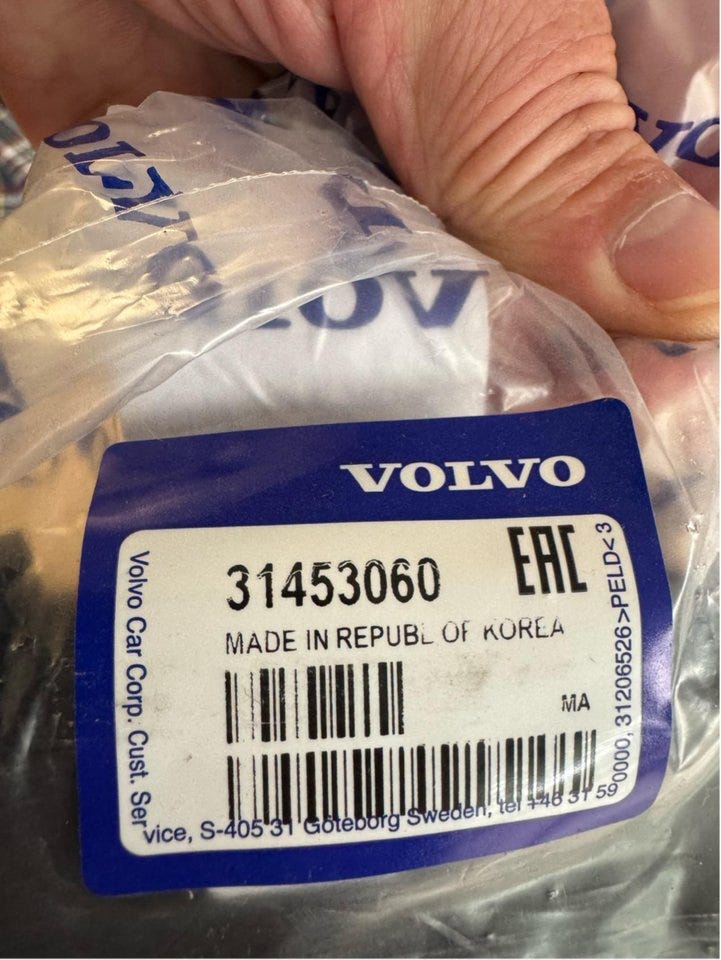 VOLVO
VOLVO
31453060
EAC
MADE IN REPUBL OF KOREA
MA
Volvo Car Corp. Cust. Service, S-405 31 Göteborg Sweden, tel +46 31 59 0000, 31206526 >PELD< 3